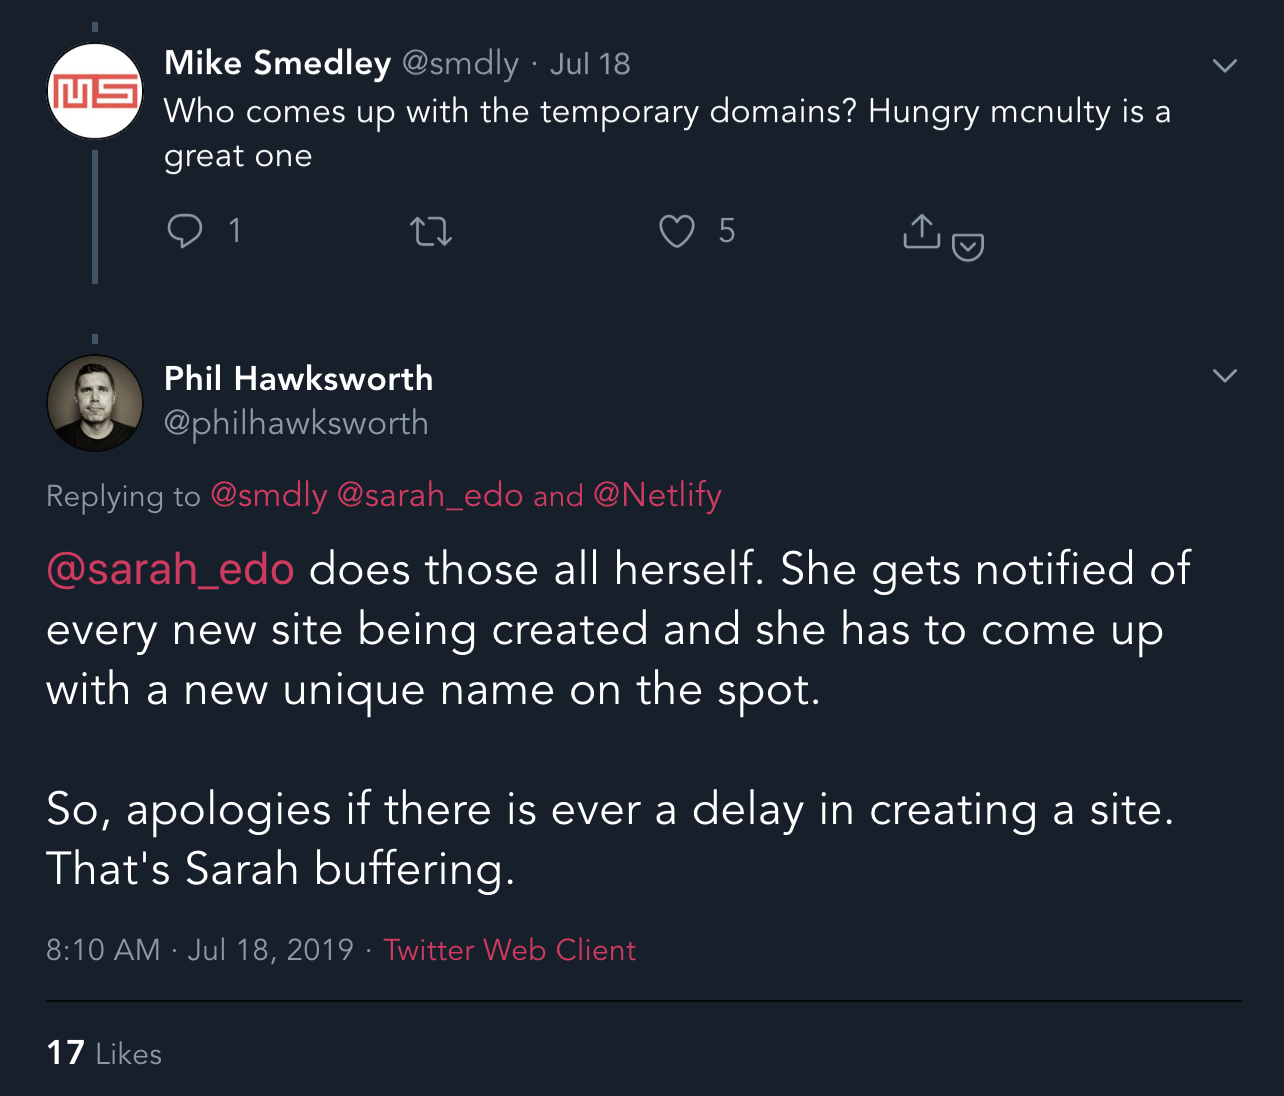 Mike Smedley @smdly · Jul 18
Who comes up with the temporary domains? Hungry mcnulty is a
great one
1 5
Phil Hawksworth
@philhawksworth
Replying to @smdly @sarah_edo and @Netlify
@sarah_edo does those all herself. She gets notified of
every new site being created and she has to come up
with a new unique name on the spot.
So, apologies if there is ever a delay in creating a site.
That's Sarah buffering.
8:10 AM · Jul 18, 2019 · Twitter Web Client
17 Likes